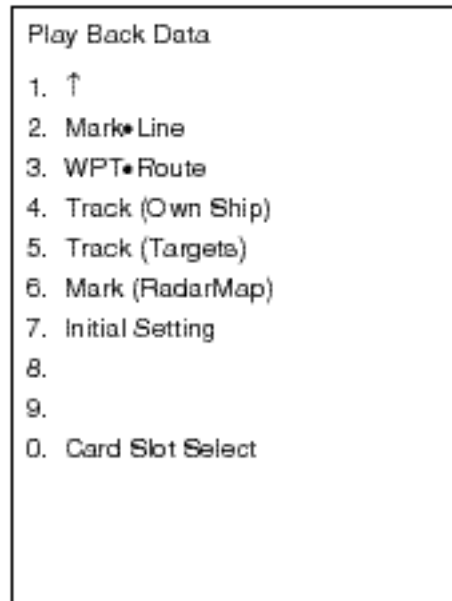 Play Back Data
1. ↑
2. Mark•Line
3. WPT•Route
4. Track (Own Ship)
5. Track (Targets)
6. Mark (RadarMap)
7. Initial Setting
8.
9.
0. Card Slot Select